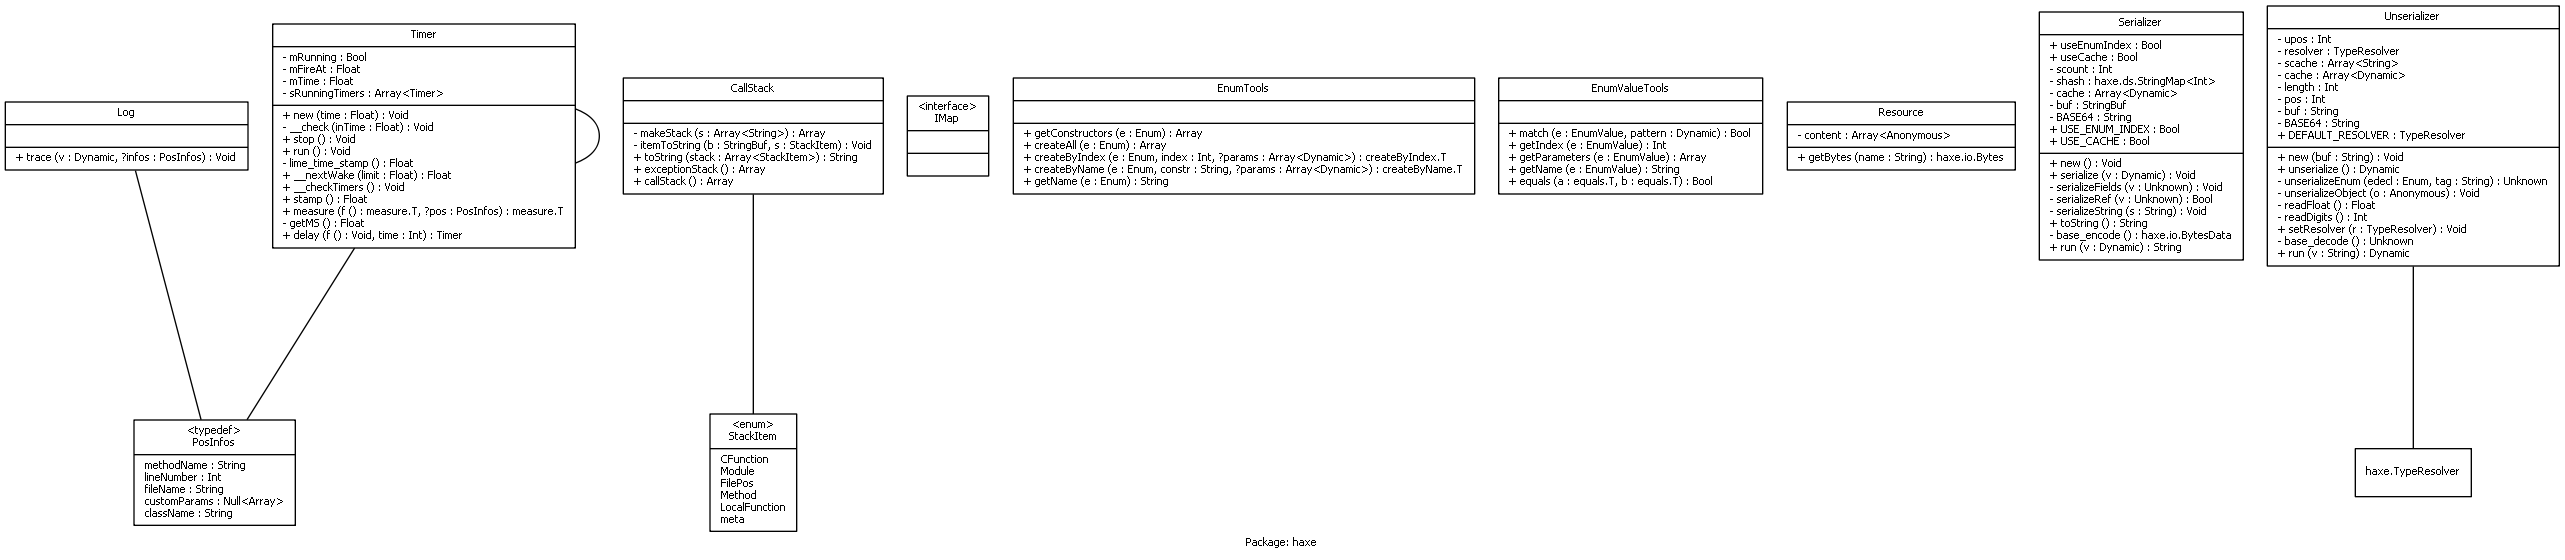 Log
+ trace (v : Dynamic, ?infos : PosInfos) : Void
Timer
- mRunning : Bool
- mFireAt : Float
- mTime : Float
- sRunningTimers : Array<Timer>
+ new (time : Float) : Void
- __check (inTime : Float) : Void
+ stop () : Void
+ run () : Void
- lime_time_stamp () : Float
+ __nextWake (limit : Float) : Float
+ __checkTimers () : Void
+ stamp () : Float
+ measure (f () : measure.T, ?pos : PosInfos) : measure.T
- getMS () : Float
+ delay (f () : Void, time : Int) : Timer
CallStack
- makeStack (s : Array<String>) : Array
- itemToString (b : StringBuf, s : StackItem) : Void
+ toString (stack : Array<StackItem>) : String
+ exceptionStack () : Array
+ callStack () : Array
<interface>
IMap
EnumTools
+ getConstructors (e : Enum) : Array
+ createAll (e : Enum) : Array
+ createByIndex (e : Enum, index : Int, ?params : Array<Dynamic>) : createByIndex.T
+ createByName (e : Enum, constr : String, ?params : Array<Dynamic>) : createByName.T
+ getName (e : Enum) : String
EnumValueTools
+ match (e : EnumValue, pattern : Dynamic) : Bool
+ getIndex (e : EnumValue) : Int
+ getParameters (e : EnumValue) : Array
+ getName (e : EnumValue) : String
+ equals (a : equals.T, b : equals.T) : Bool
Resource
- content : Array<Anonymous>
+ getBytes (name : String) : haxe.io.Bytes
Serializer
+ useEnumIndex : Bool
+ useCache : Bool
- scount : Int
- shash : haxe.ds.StringMap<Int>
- cache : Array<Dynamic>
- buf : StringBuf
- BASE64 : String
+ USE_ENUM_INDEX : Bool
+ USE_CACHE : Bool
+ new () : Void
+ serialize (v : Dynamic) : Void
- serializeFields (v : Unknown) : Void
- serializeRef (v : Unknown) : Bool
- serializeString (s : String) : Void
+ toString () : String
- base_encode () : haxe.io.BytesData
+ run (v : Dynamic) : String
Unserializer
- upos : Int
- resolver : TypeResolver
- scache : Array<String>
- cache : Array<Dynamic>
- length : Int
- pos : Int
- buf : String
- BASE64 : String
+ DEFAULT_RESOLVER : TypeResolver
+ new (buf : String) : Void
+ unserialize () : Dynamic
- unserializeEnum (edecl : Enum, tag : String) : Unknown
- unserializeObject (o : Anonymous) : Void
- readFloat () : Float
- readDigits () : Int
+ setResolver (r : TypeResolver) : Void
- base_decode () : Unknown
+ run (v : String) : Dynamic
<typedef>
PosInfos
methodName : String
lineNumber : Int
fileName : String
customParams : Null<Array>
className : String
<enum>
StackItem
CFunction
Module
FilePos
Method
LocalFunction
meta
haxe.TypeResolver
Package: haxe